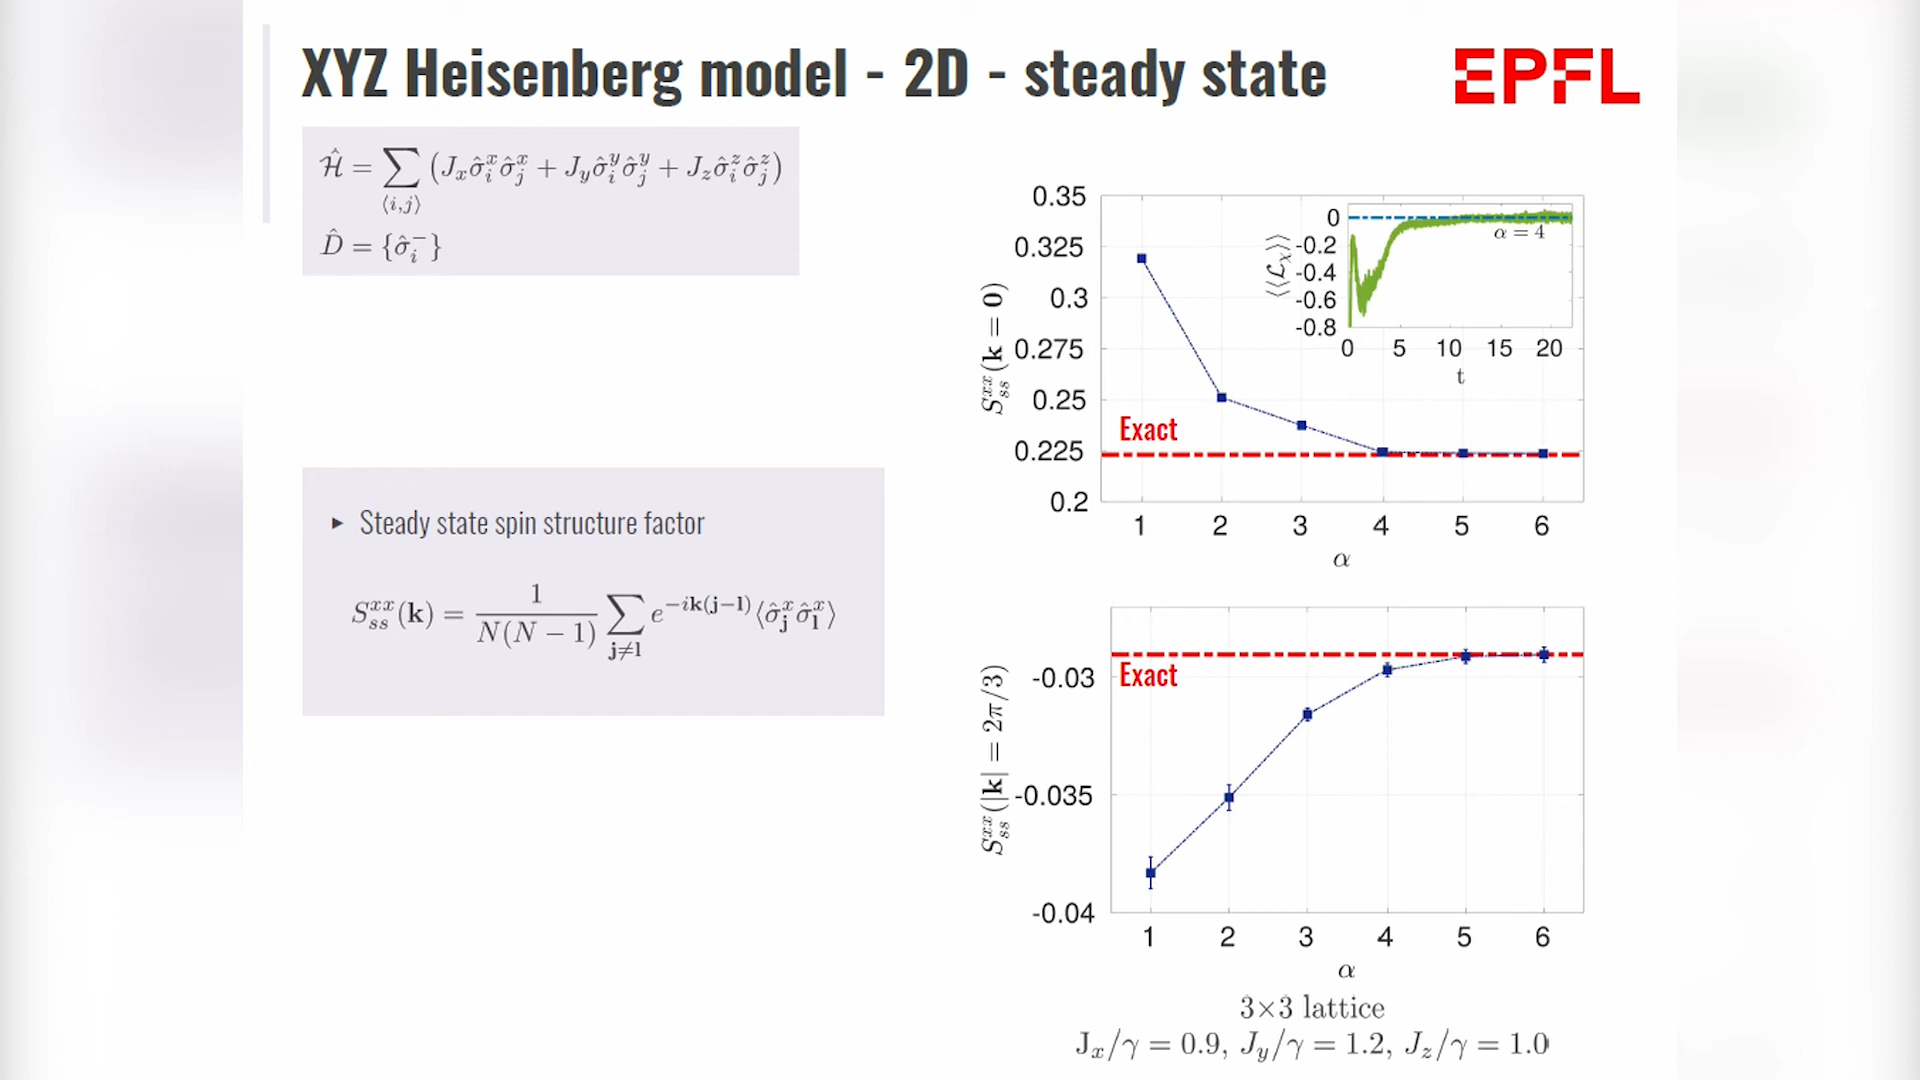 XYZ Heisenberg model - 2D - steady state
EPFL
Ĥ = ∑⟨i,j⟩ (J_x σ̂_i^x σ̂_j^x + J_y σ̂_i^y σ̂_j^y + J_z σ̂_i^z σ̂_j^z)
D̂ = {σ̂_i^-}
▸ Steady state spin structure factor
S_ss^xx(k) = 1/N(N − 1) ∑_{j≠l} e^{−ik(j−l)} ⟨σ̂_j^x σ̂_l^x⟩
S_ss^xx(k = 0)
0.35
0.325
0.3
0.275
0.25
0.225
0.2
Exact
1 2 3 4 5 6
α
⟨⟨ℒ_χ⟩⟩
0
-0.2
-0.4
-0.6
-0.8
α = 4
0 5 10 15 20
t
S_ss^xx(|k| = 2π/3)
-0.03
-0.035
-0.04
Exact
1 2 3 4 5 6
α
3×3 lattice
J_x/γ = 0.9, J_y/γ = 1.2, J_z/γ = 1.0